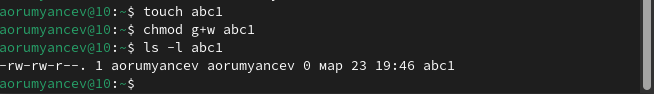 aorumyancev@10:~$ touch abc1
aorumyancev@10:~$ chmod g+w abc1
aorumyancev@10:~$ ls -l abc1
-rw-rw-r--. 1 aorumyancev aorumyancev 0 мар 23 19:46 abc1
aorumyancev@10:~$